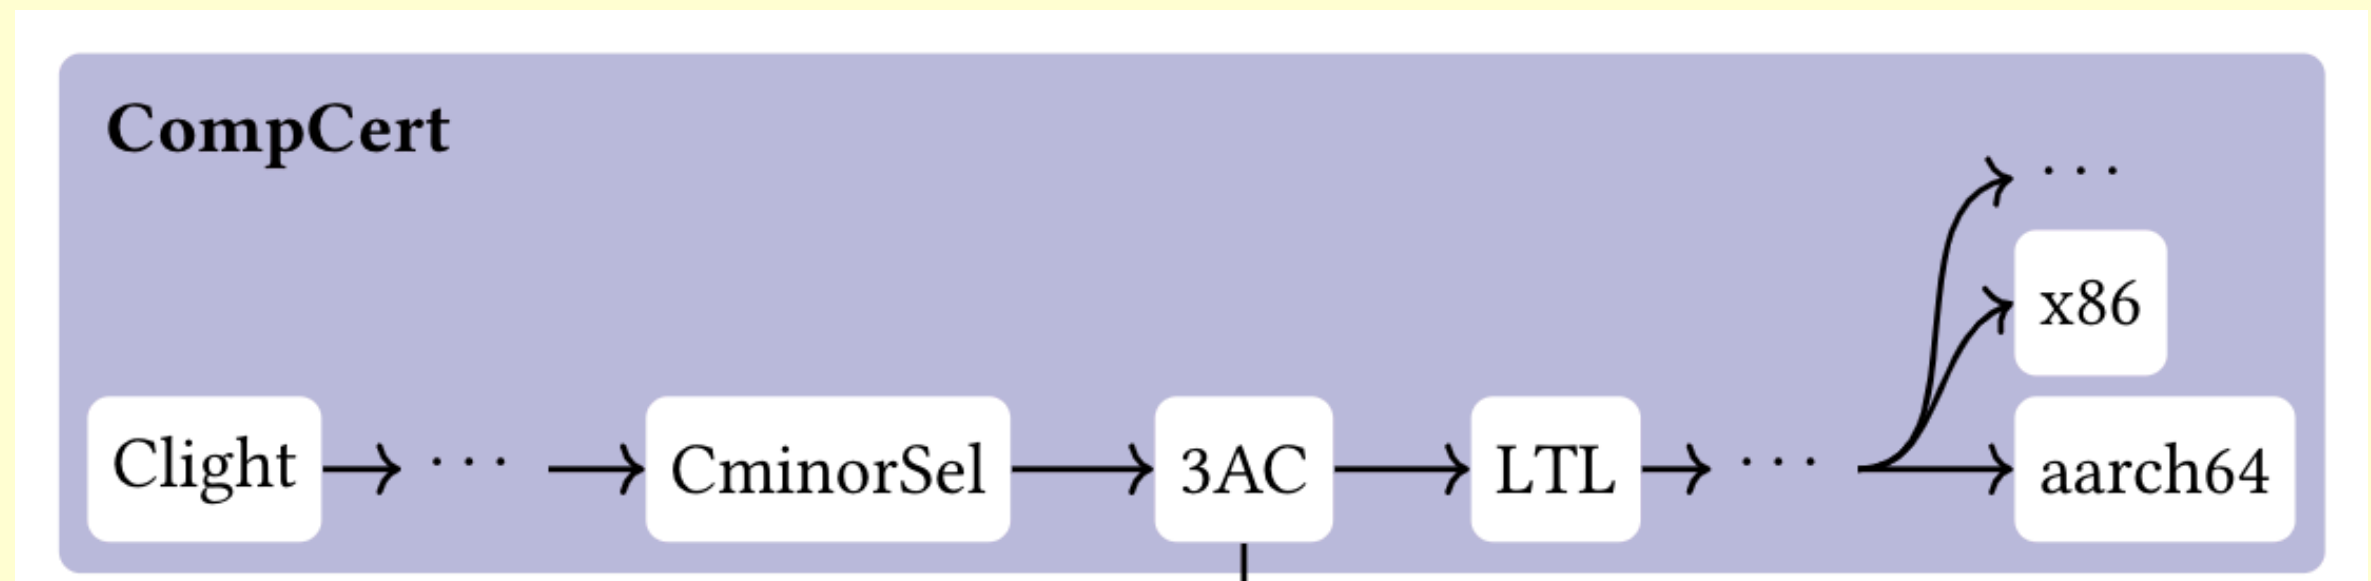 CompCert
· · ·
x86
Clight · · · CminorSel 3AC LTL · · · aarch64